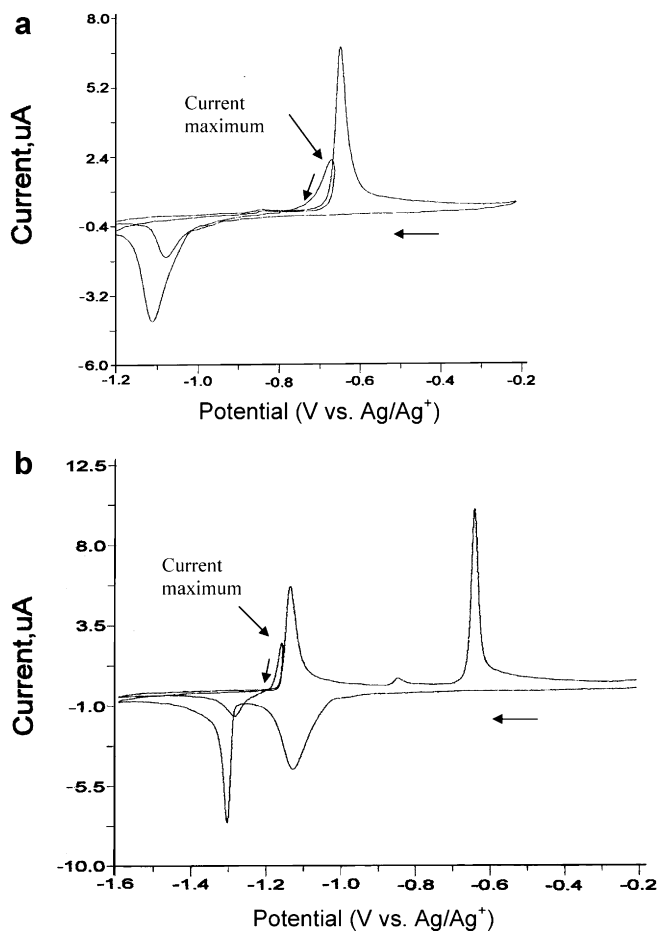 a
8.0
5.2
2.4
-0.4
-3.2
-6.0
Current,uA
Current
maximum
-1.2 -1.0 -0.8 -0.6 -0.4 -0.2
Potential (V vs. Ag/Ag+)
b
12.5
8.0
3.5
-1.0
-5.5
-10.0
Current,uA
Current
maximum
-1.6 -1.4 -1.2 -1.0 -0.8 -0.6 -0.4 -0.2
Potential (V vs. Ag/Ag+)